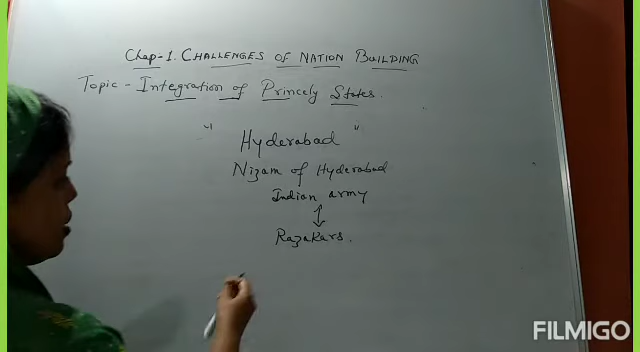 Chap-1. CHALLENGES OF NATION BUILDING
Topic - Integration of Princely States.
" Hyderabad "
Nizam of Hyderabad
Indian army
↕
Razakars.
FILMIGO